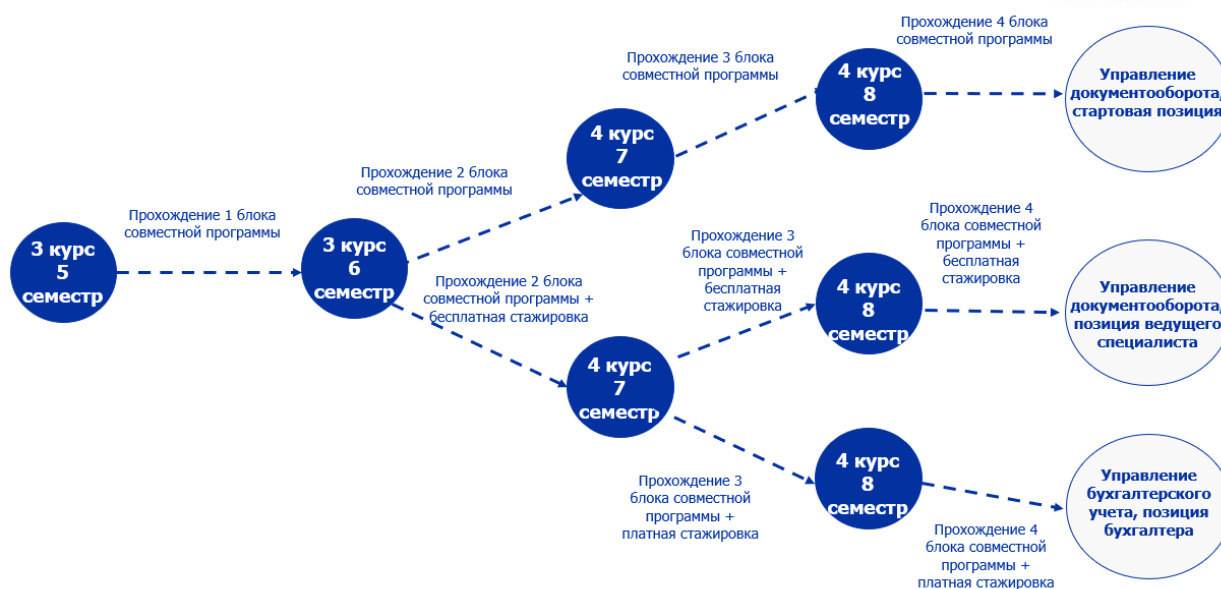 Прохождение 4 блока
совместной программы
Управление
документооборота,
стартовая позиция
4 курс
8
семестр
Прохождение 3 блока
совместной программы
4 курс
7
семестр
Прохождение 2 блока
совместной программы
3 курс
5
семестр
Прохождение 1 блока
совместной программы
3 курс
6
семестр
Прохождение 2 блока
совместной программы +
бесплатная стажировка
4 курс
7
семестр
Прохождение 3
блока совместной
программы +
бесплатная
стажировка
4 курс
8
семестр
Прохождение 4
блока совместной
программы +
бесплатная
стажировка
Управление
документооборота,
позиция ведущего
специалиста
Прохождение 3
блока совместной
программы +
платная стажировка
4 курс
8
семестр
Прохождение 4
блока совместной
программы +
платная стажировка
Управление
бухгалтерского
учета, позиция
бухгалтера